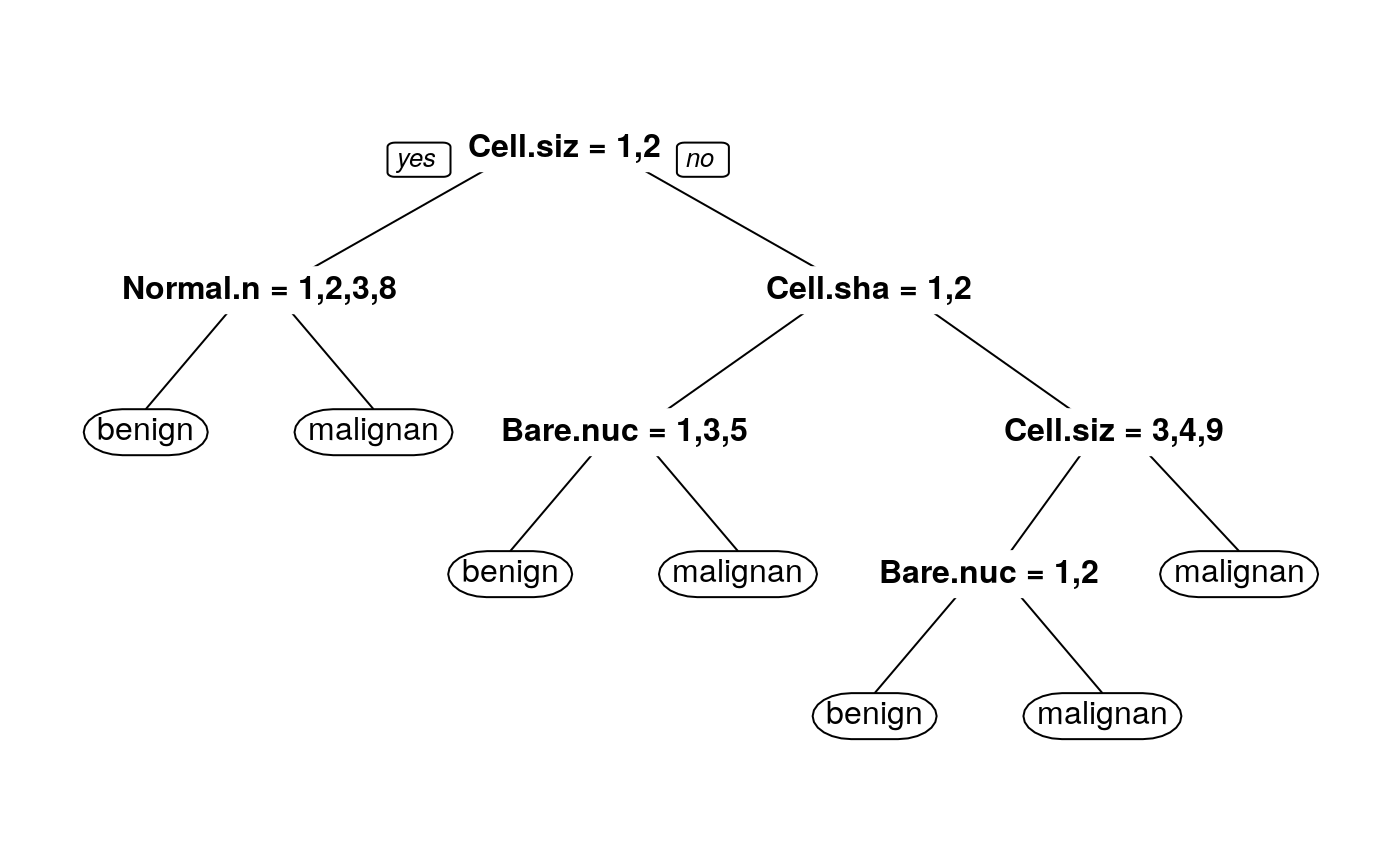 yes Cell.siz = 1,2 no
Normal.n = 1,2,3,8 Cell.sha = 1,2
benign malignan Bare.nuc = 1,3,5 Cell.siz = 3,4,9
benign malignan Bare.nuc = 1,2 malignan
benign malignan